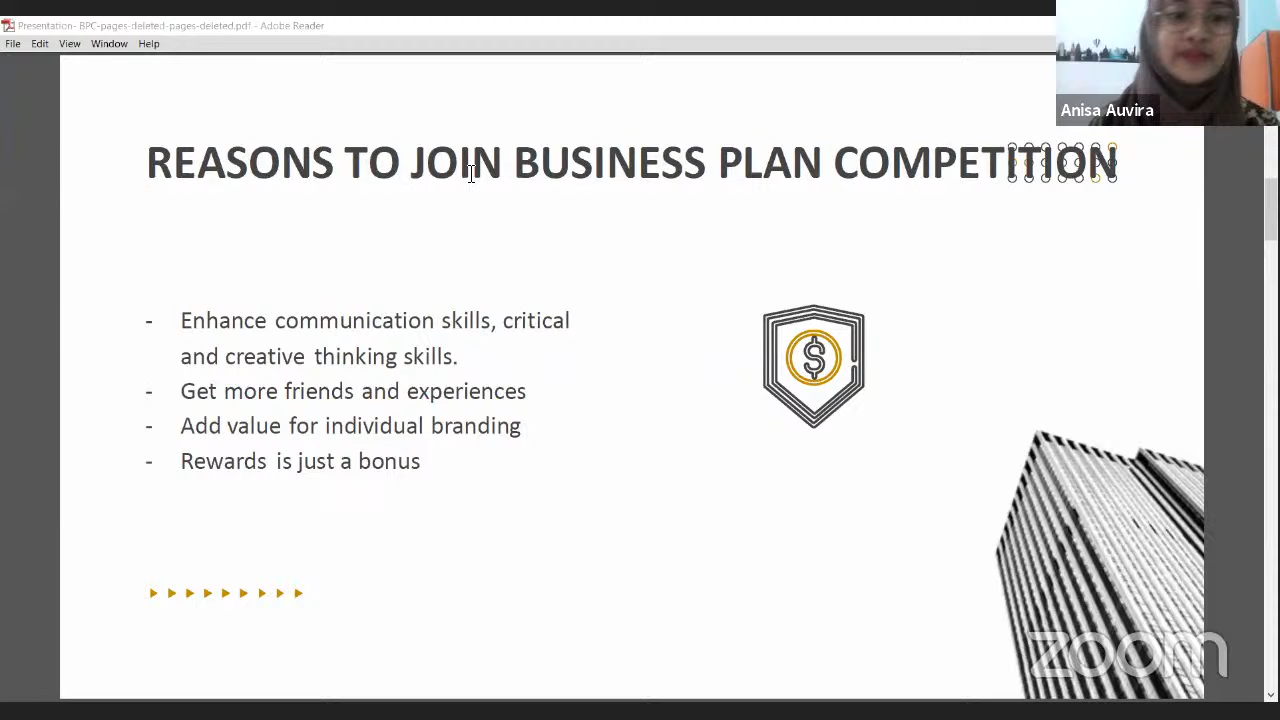 Presentation- BPC-pages-deleted-pages-deleted.pdf - Adobe Reader
File Edit View Window Help
Anisa Auvira
REASONS TO JOIN BUSINESS PLAN COMPETITION
- Enhance communication skills, critical
and creative thinking skills.
- Get more friends and experiences
- Add value for individual branding
- Rewards is just a bonus
$
zoom